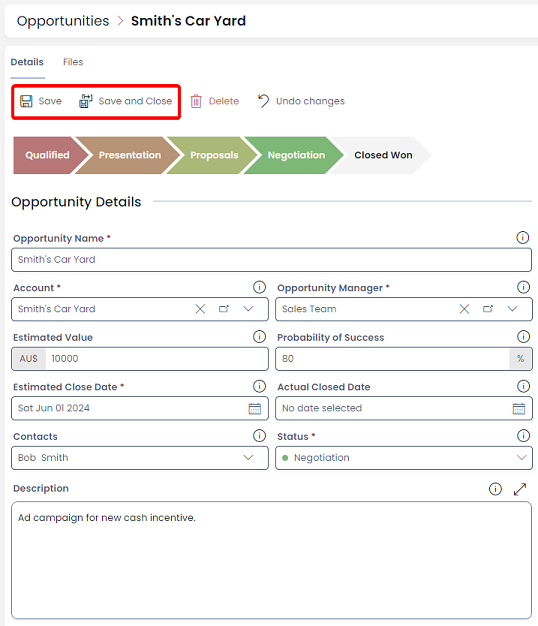 Opportunities > Smith's Car Yard
Details Files
Save Save and Close Delete Undo changes
Qualified Presentation Proposals Negotiation Closed Won
Opportunity Details
Opportunity Name *
Smith's Car Yard
Account * Opportunity Manager *
Smith's Car Yard Sales Team
Estimated Value Probability of Success
AU$ 10000 80 %
Estimated Close Date * Actual Closed Date
Sat Jun 01 2024 No date selected
Contacts Status *
Bob Smith Negotiation
Description
Ad campaign for new cash incentive.